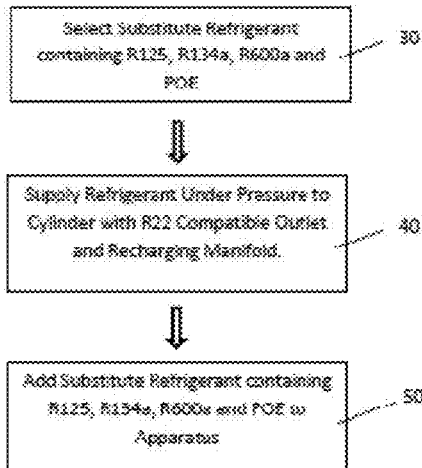 Select Substitute Refrigerant
containing R125, R134a, R600a and
POE
30
Supply Refrigerant Under Pressure to
Cylinder with R22 Compatible Outlet
and Recharging Manifold.
40
Add Substitute Refrigerant containing
R125, R134a, R600a and POE to
Apparatus
50